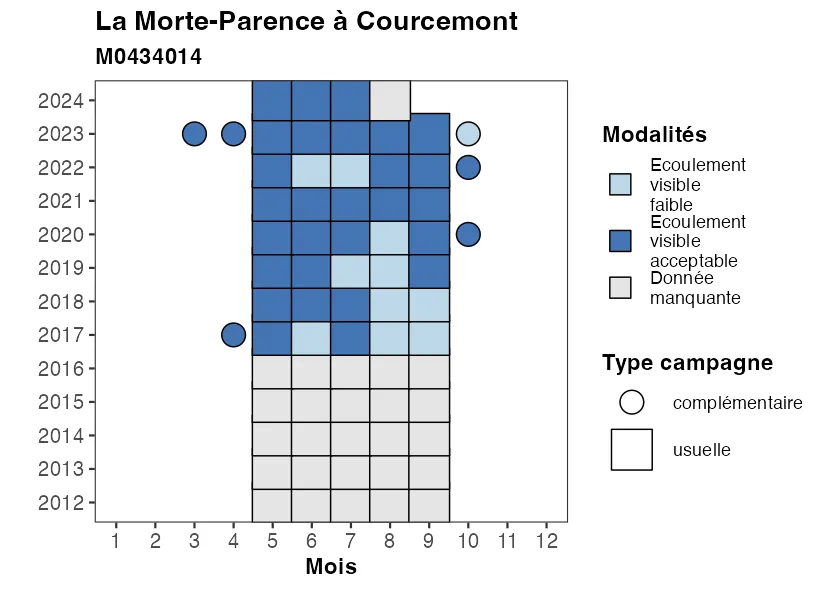 La Morte-Parence à Courcemont
M0434014
2024
2023
2022
2021
2020
2019
2018
2017
2016
2015
2014
2013
2012
1 2 3 4 5 6 7 8 9 10 11 12
Mois
Modalités
Ecoulement
visible
faible
Ecoulement
visible
acceptable
Donnée
manquante
Type campagne
complémentaire
usuelle